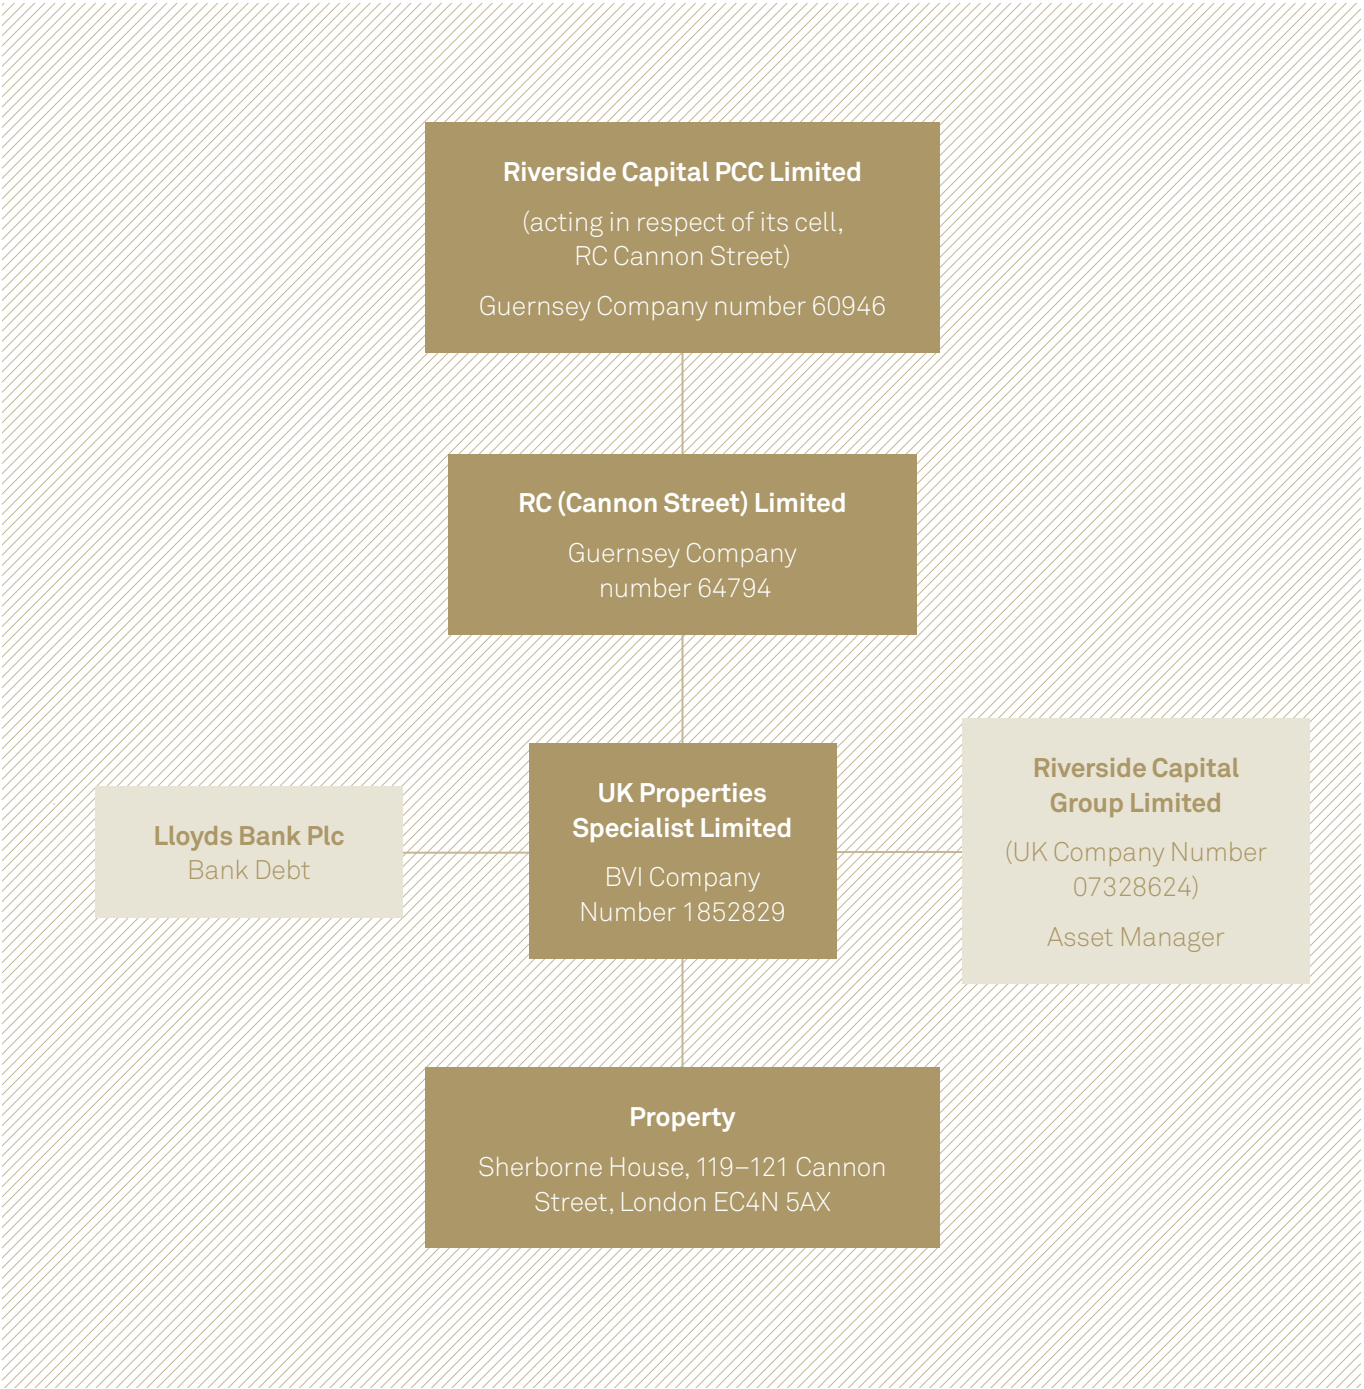 Riverside Capital PCC Limited
(acting in respect of its cell,
RC Cannon Street)
Guernsey Company number 60946
RC (Cannon Street) Limited
Guernsey Company
number 64794
Lloyds Bank Plc
Bank Debt
UK Properties
Specialist Limited
BVI Company
Number 1852829
Riverside Capital
Group Limited
(UK Company Number
07328624)
Asset Manager
Property
Sherborne House, 119–121 Cannon
Street, London EC4N 5AX